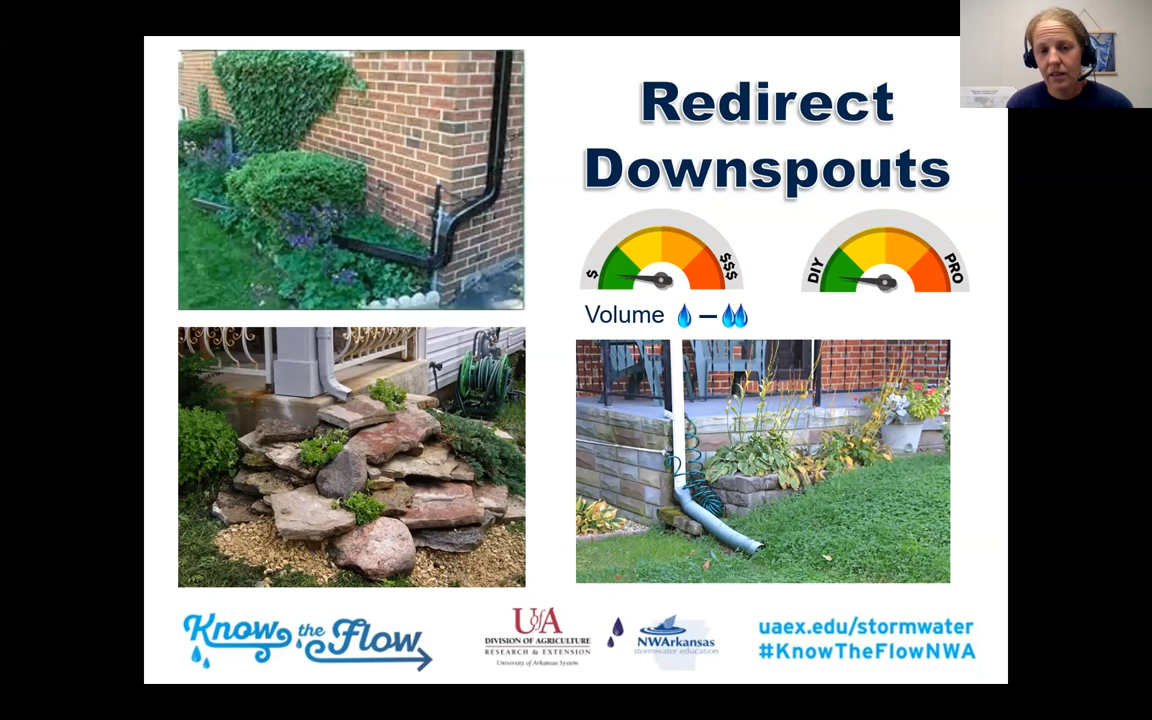 Redirect
Downspouts
$
$$$
DIY
PRO
Volume –
Know the Flow
UofA
DIVISION OF AGRICULTURE
RESEARCH & EXTENSION
University of Arkansas System
NWArkansas
stormwater education
uaex.edu/stormwater
#KnowTheFlowNWA